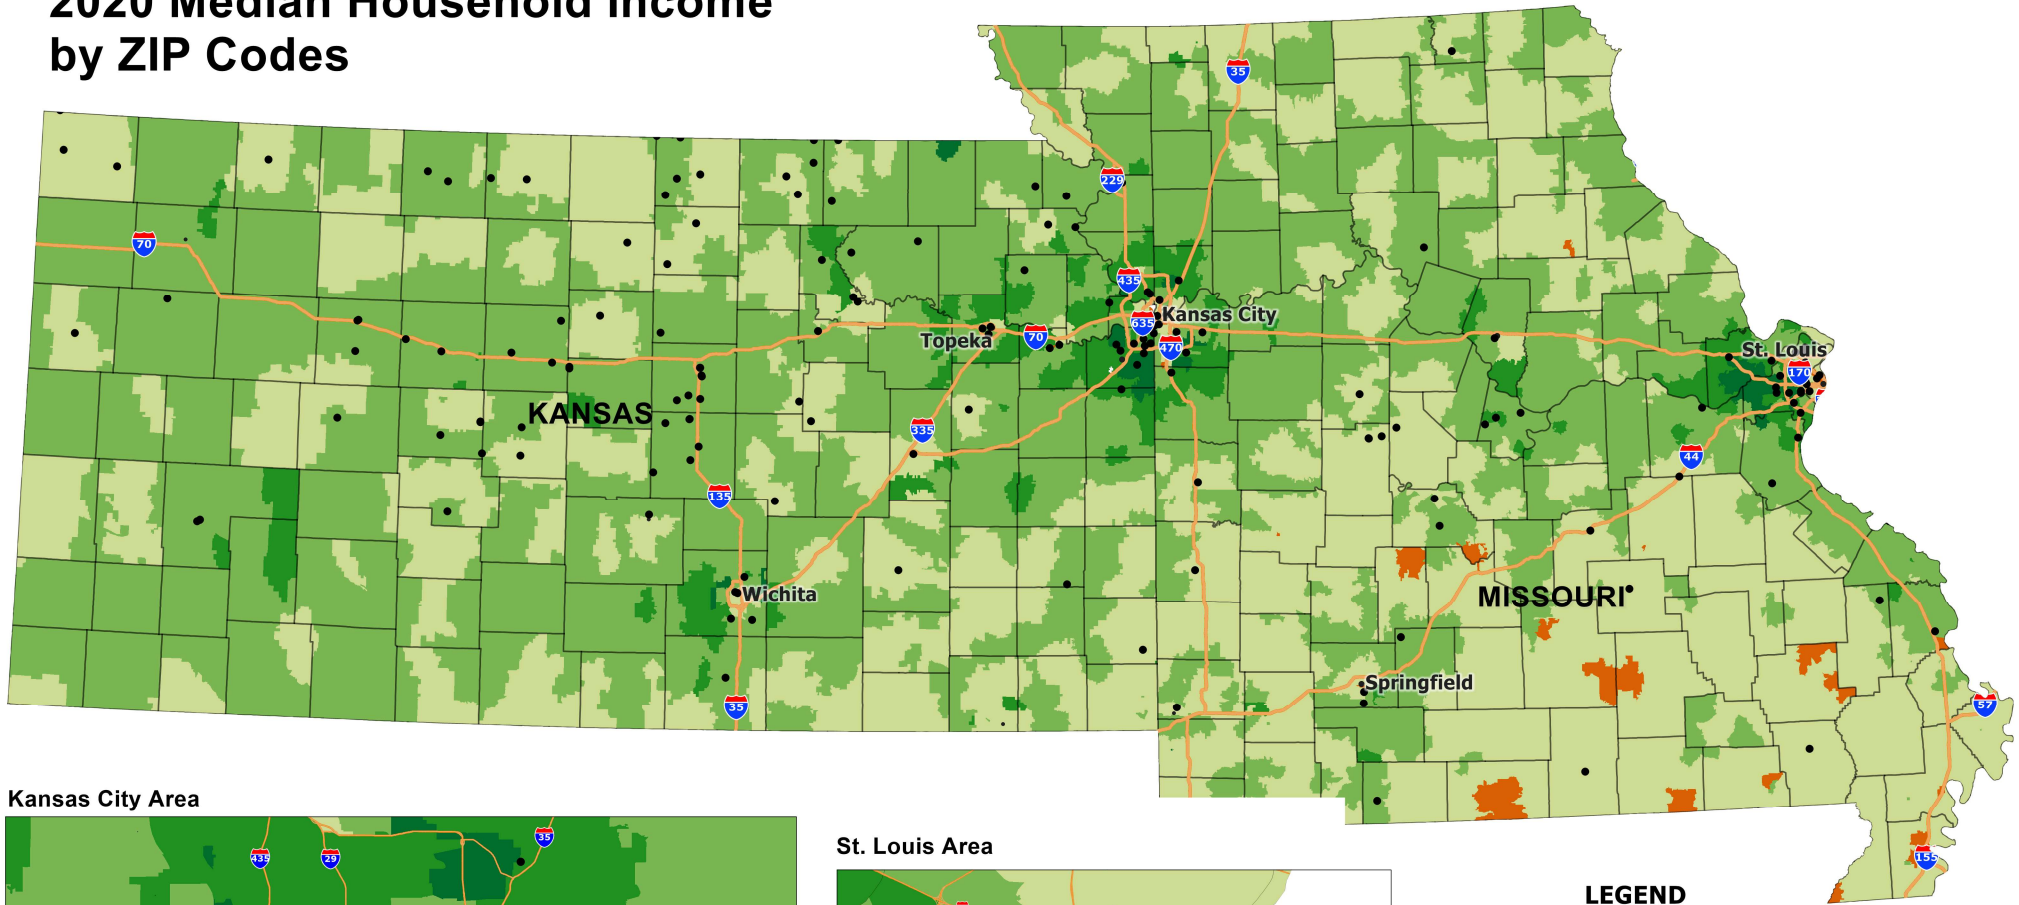 2020 Median Household Income
by ZIP Codes
35
229
70
435
Kansas City
635
Topeka
70
470
St. Louis
170
KANSAS
335
44
135
Wichita
MISSOURI
Springfield
35
57
Kansas City Area
435
29
35
St. Louis Area
155
LEGEND